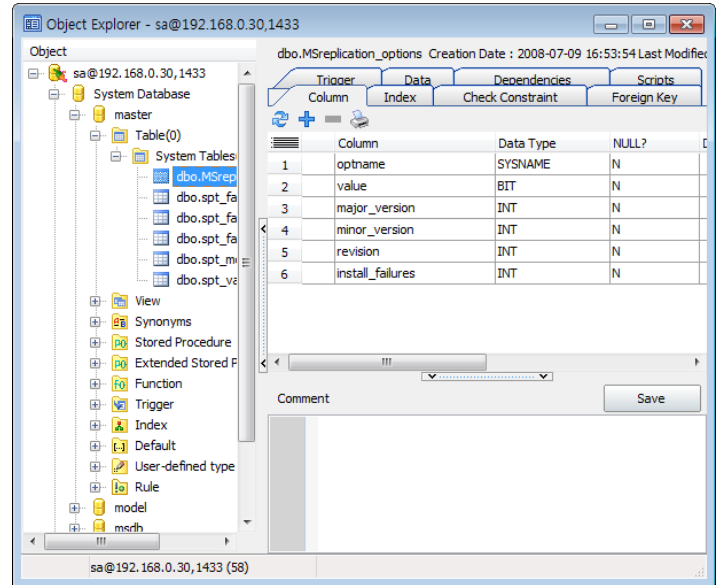 Object Explorer - sa@192.168.0.30,1433
Object
sa@192.168.0.30,1433
System Database
master
Table(0)
System Tables(
dbo.MSrep
dbo.spt_fa
dbo.spt_fa
dbo.spt_fa
dbo.spt_m
dbo.spt_va
View
Synonyms
Stored Procedure
Extended Stored P
Function
Trigger
Index
Default
User-defined type
Rule
model
msdb
dbo.MSreplication_options Creation Date : 2008-07-09 16:53:54 Last Modified
Trigger Data Dependencies Scripts
Column Index Check Constraint Foreign Key
Column Data Type NULL? D
1 optname SYSNAME N
2 value BIT N
3 major_version INT N
4 minor_version INT N
5 revision INT N
6 install_failures INT N
Comment Save
sa@192.168.0.30,1433 (58)